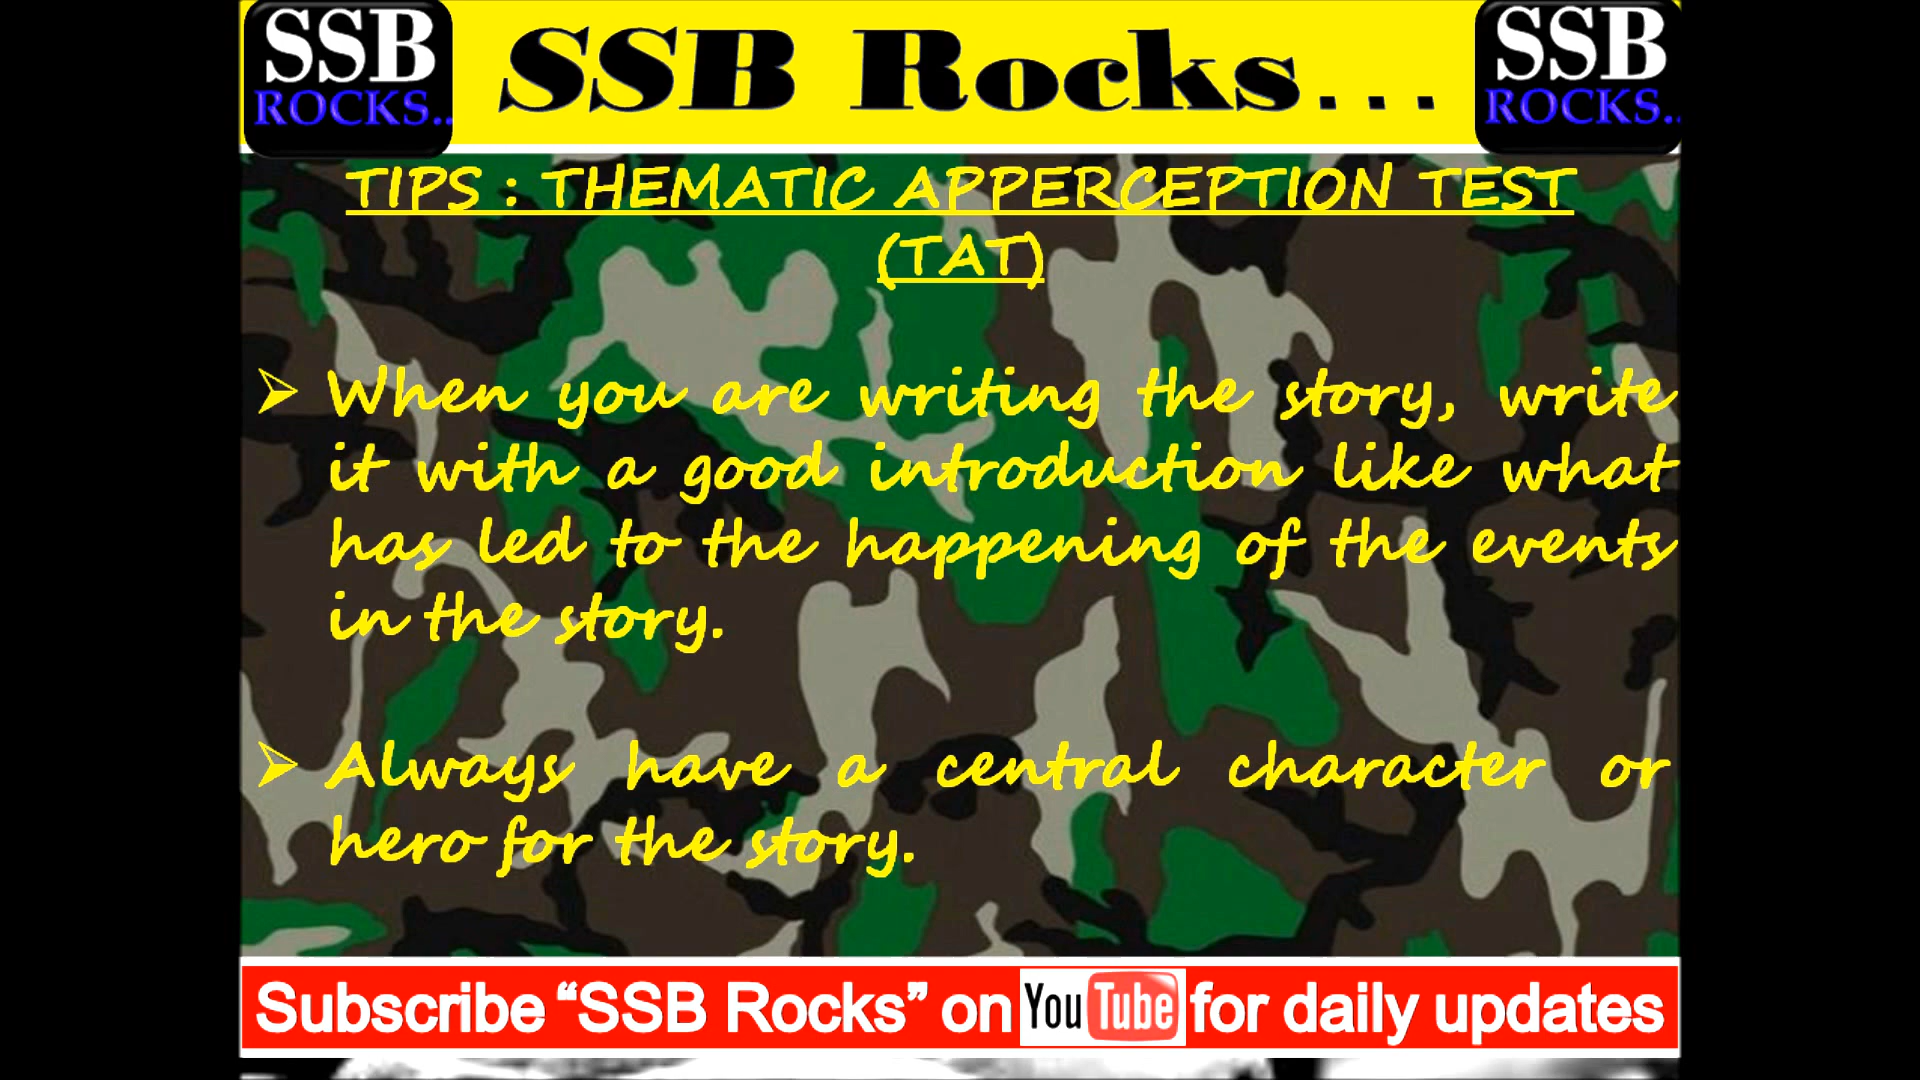 SSB
ROCKS..
SSB Rocks...
SSB
ROCKS..
TIPS : THEMATIC APPERCEPTION TEST
(TAT)
When you are writing the story, write
it with a good introduction like what
has led to the happening of the events
in the story.
Always have a central character or
hero for the story.
Subscribe “SSB Rocks” on YouTube for daily updates